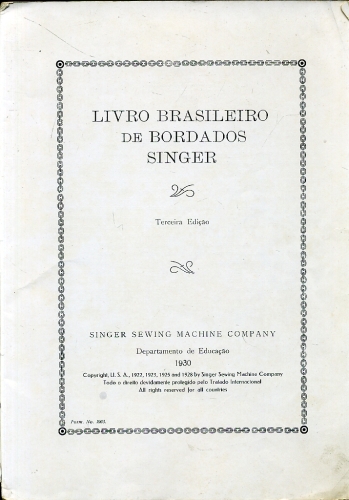 LIVRO BRASILEIRO
DE BORDADOS
SINGER
Terceira Edição
SINGER SEWING MACHINE COMPANY
Departamento de Educação
1930
Copyright, U. S. A., 1922, 1923, 1925 and 1928 by Singer Sewing Machine Company
Todo o direito devidamente protegido pelo Tratado Internacional
All rights reserved for all countries
Form. No.